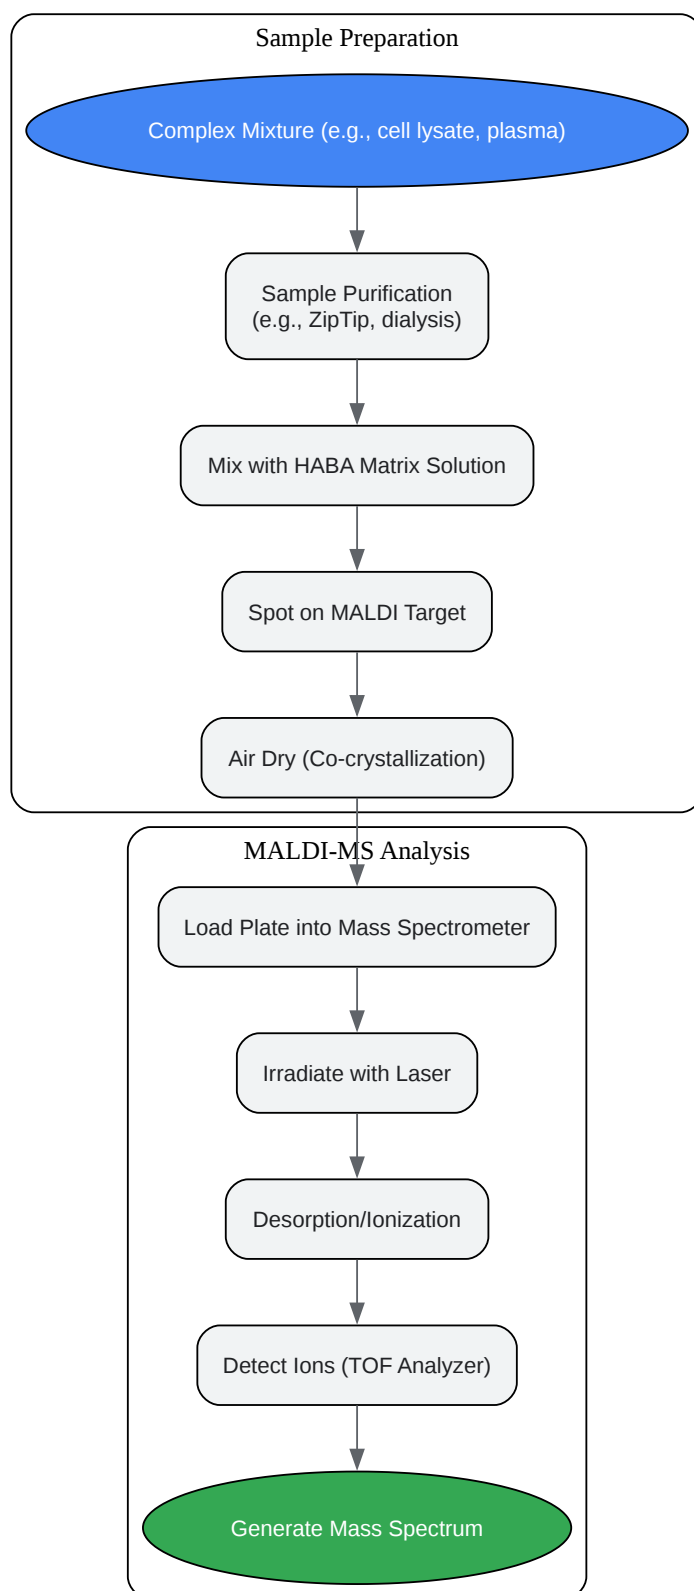 Sample Preparation
Complex Mixture (e.g., cell lysate, plasma)
Sample Purification
(e.g., ZipTip, dialysis)
Mix with HABA Matrix Solution
Spot on MALDI Target
Air Dry (Co-crystallization)
MALDI-MS Analysis
Load Plate into Mass Spectrometer
Irradiate with Laser
Desorption/Ionization
Detect Ions (TOF Analyzer)
Generate Mass Spectrum